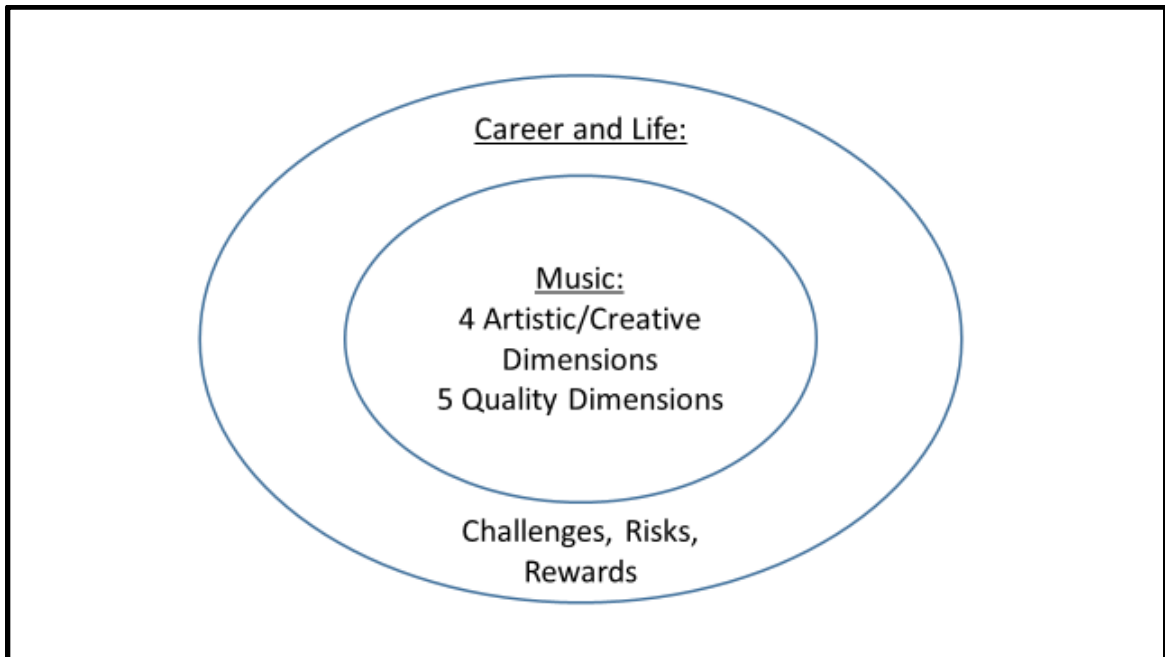 Career and Life:
Music:
4 Artistic/Creative
Dimensions
5 Quality Dimensions
Challenges, Risks,
Rewards